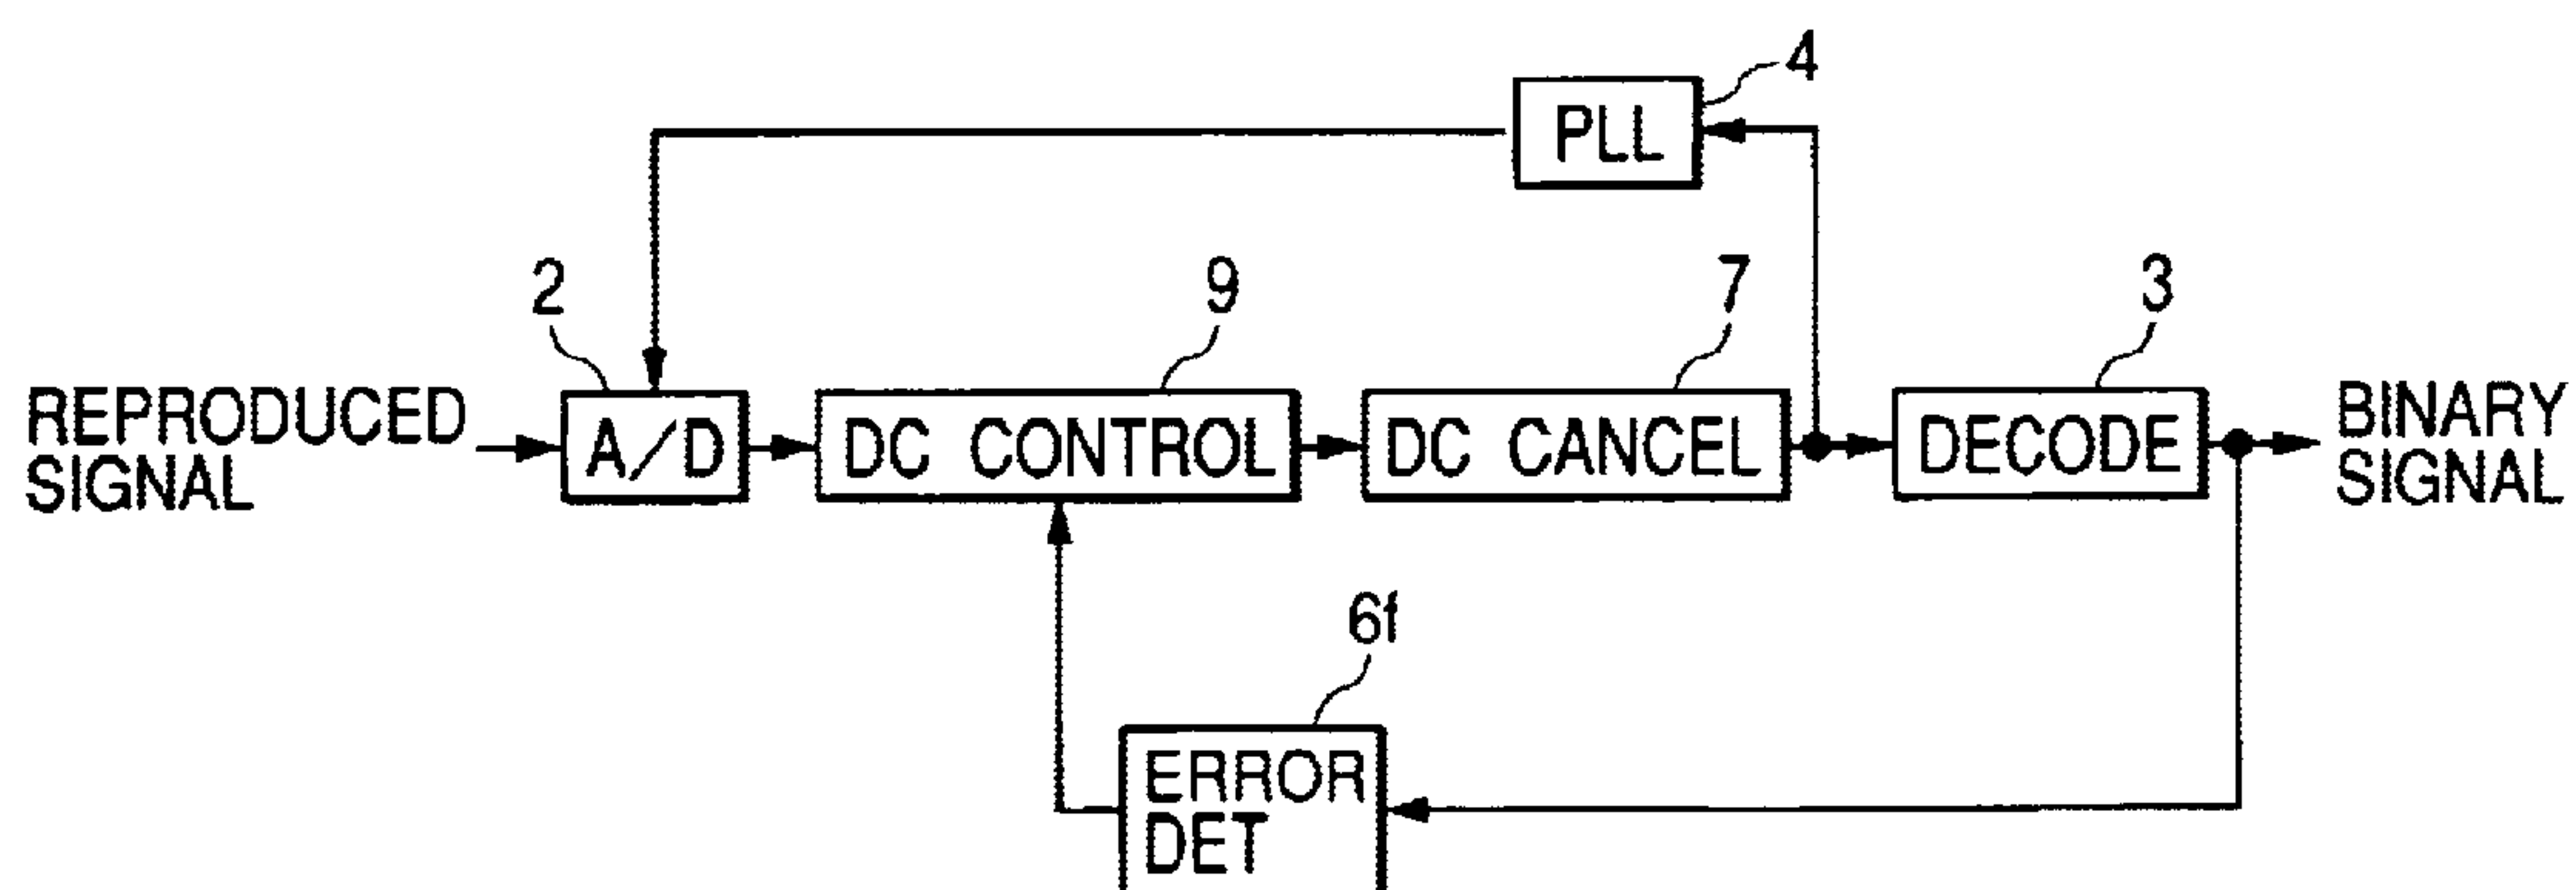 4
PLL
2
9
7
3
REPRODUCED
SIGNAL
A/D
DC CONTROL
DC CANCEL
DECODE
BINARY
SIGNAL
6f
ERROR
DET